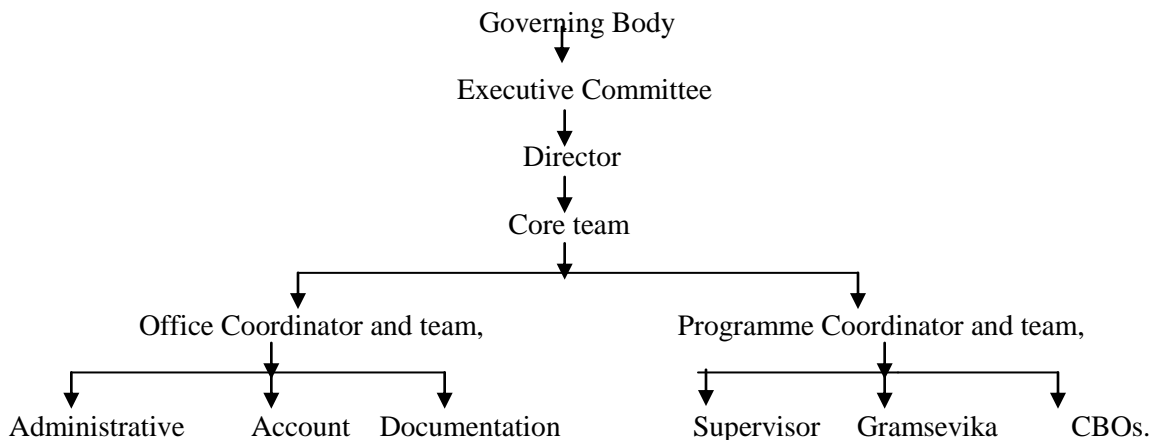 Governing Body
Executive Committee
Director
Core team
Office Coordinator and team, Programme Coordinator and team,
Administrative Account Documentation Supervisor Gramsevika CBOs.